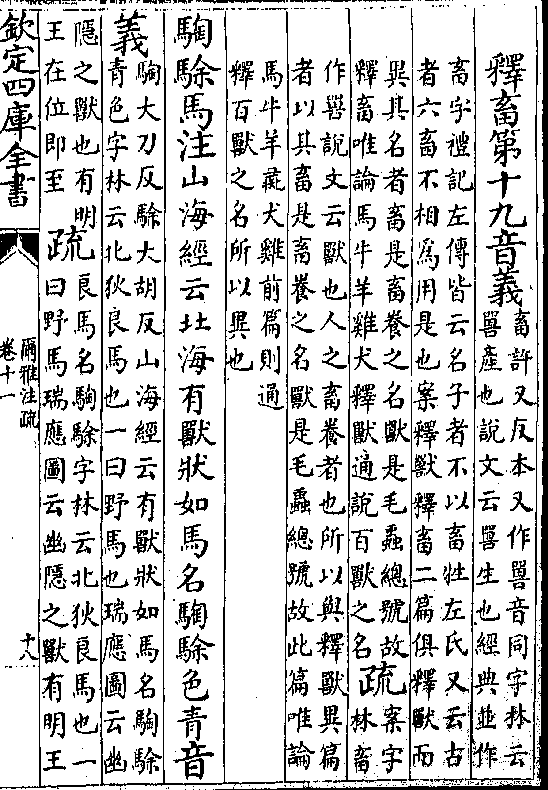 釋畜第十九音義
畜許又反本又作嘼音同字林云
嘼産也說文云嘼生也經典並作
畜字禮記左傳皆云名子者不以畜牲左氏又云古
者六畜不相爲用是也案釋獸釋畜二篇俱釋獸而
異其名者畜是畜養之名獸是毛蟲總號故
釋畜唯論馬牛羊雞犬釋獸通說百獸之名
疏
案字
林畜
作嘼說文云獸也人之畜養者也所以與釋獸異篇
者以其畜是畜養之名獸是毛蟲總號故此篇唯論
馬牛羊彘犬雞前篇則通
釋百獸之名所以異也
騊駼馬注山海經云北海有獸狀如馬名騊駼色青音
義
騊大刀反駼大胡反山海經云有獸狀如馬名騊駼
青色字林云北狄良馬也一曰野馬也瑞應圖云幽
隱之獸也有明
王在位即至
疏
良馬名騊駼字林云北狄良馬也一
曰野馬瑞應圖云幽隱之獸有明王
欽定四庫全書
爾雅注疏
卷十一
十八